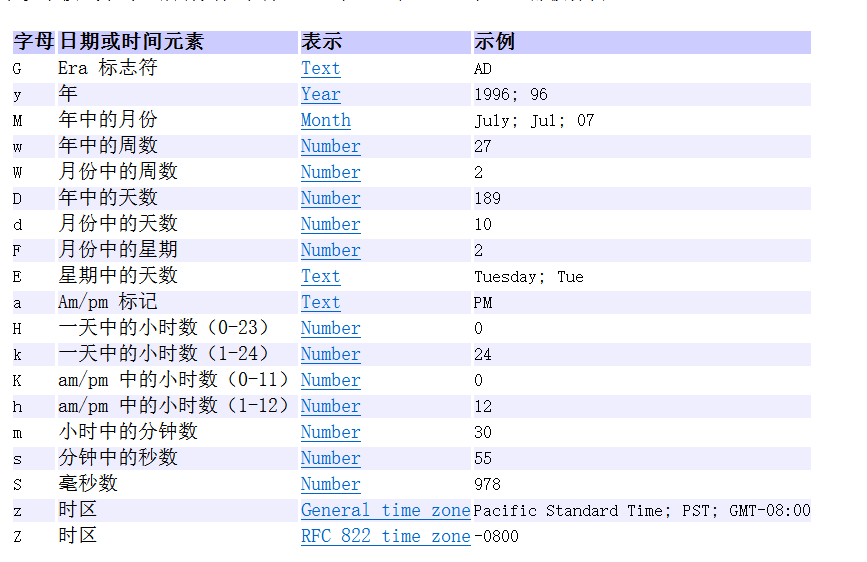 字母 日期或时间元素 表示 示例
G Era 标志符 Text AD
y 年 Year 1996; 96
M 年中的月份 Month July; Jul; 07
w 年中的周数 Number 27
W 月份中的周数 Number 2
D 年中的天数 Number 189
d 月份中的天数 Number 10
F 月份中的星期 Number 2
E 星期中的天数 Text Tuesday; Tue
a Am/pm 标记 Text PM
H 一天中的小时数（0-23） Number 0
k 一天中的小时数（1-24） Number 24
K am/pm 中的小时数（0-11） Number 0
h am/pm 中的小时数（1-12） Number 12
m 小时中的分钟数 Number 30
s 分钟中的秒数 Number 55
S 毫秒数 Number 978
z 时区 General time zone Pacific Standard Time; PST; GMT-08:00
Z 时区 RFC 822 time zone -0800